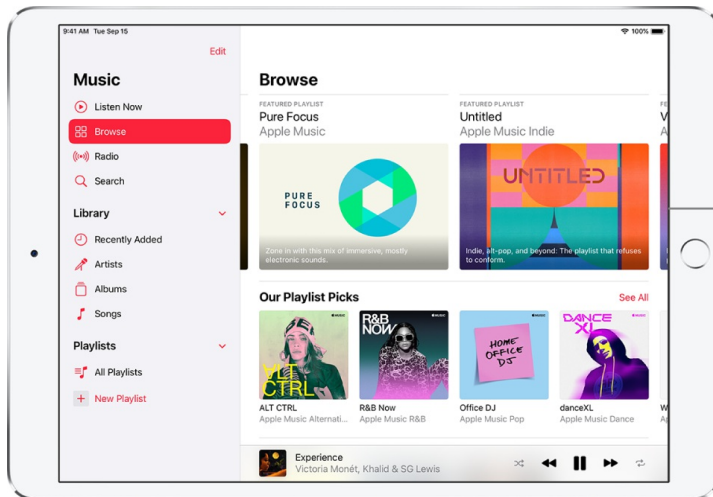 9:41 AM Tue Sep 15
100%
Edit
Music
Listen Now
Browse
Radio
Search
Library
Recently Added
Artists
Albums
Songs
Playlists
All Playlists
New Playlist
Browse
FEATURED PLAYLIST
Pure Focus
Apple Music
PURE
FOCUS
Zone in with this mix of immersive, mostly
electronic sounds.
FEATURED PLAYLIST
Untitled
Apple Music Indie
UNTITLED
Indie, alt-pop, and beyond: The playlist that refuses
to conform.
Our Playlist Picks
See All
MUSIC
ALT
CTRL
ALT CTRL
Apple Music Alternati...
MUSIC
R&B
NOW
R&B Now
Apple Music R&B
MUSIC
HOME
OFFICE
DJ
Office DJ
Apple Music Pop
MUSIC
DANCE
XL
danceXL
Apple Music Dance
Experience
Victoria Monét, Khalid & SG Lewis